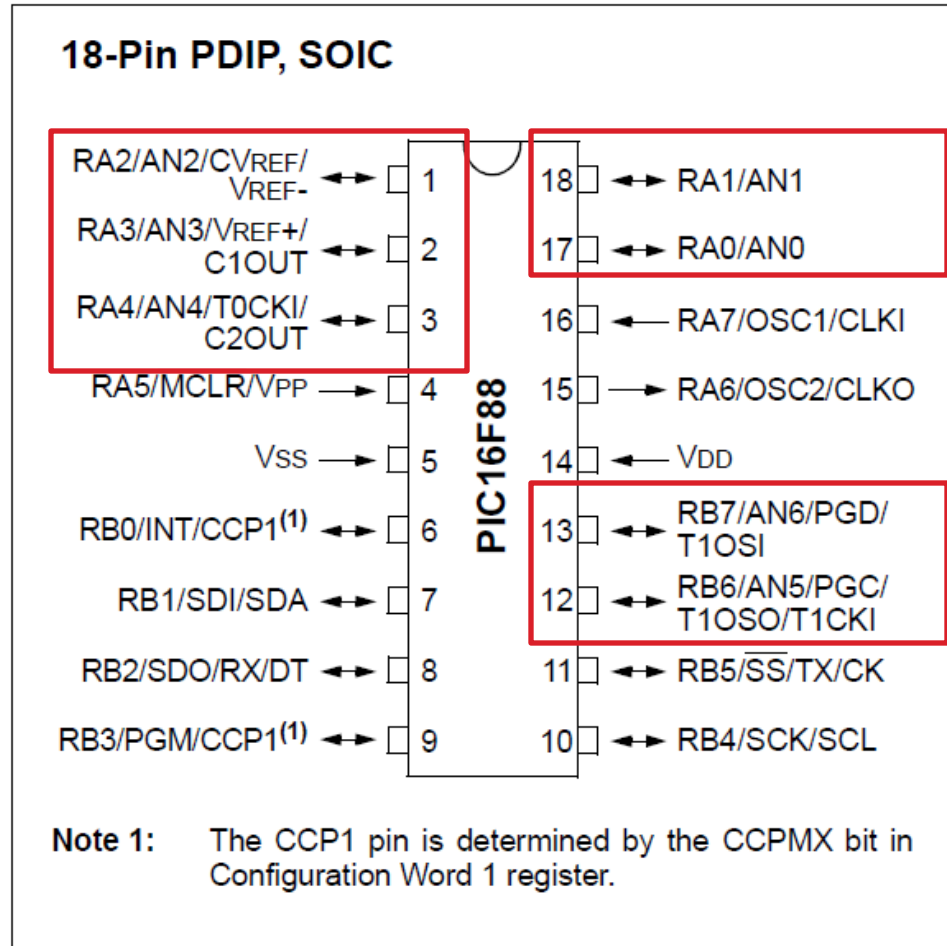 18-Pin PDIP, SOIC
RA2/AN2/CVREF/
VREF-
1
18
RA1/AN1
RA3/AN3/VREF+/
C1OUT
2
17
RA0/AN0
RA4/AN4/T0CKI/
C2OUT
3
16
RA7/OSC1/CLKI
RA5/MCLR/VPP
4
15
RA6/OSC2/CLKO
VSS
5
14
VDD
RB0/INT/CCP1(1)
6
13
RB7/AN6/PGD/
T1OSI
RB1/SDI/SDA
7
12
RB6/AN5/PGC/
T1OSO/T1CKI
RB2/SDO/RX/DT
8
11
RB5/SS/TX/CK
RB3/PGM/CCP1(1)
9
10
RB4/SCK/SCL
PIC16F88
Note 1: The CCP1 pin is determined by the CCPMX bit in
Configuration Word 1 register.